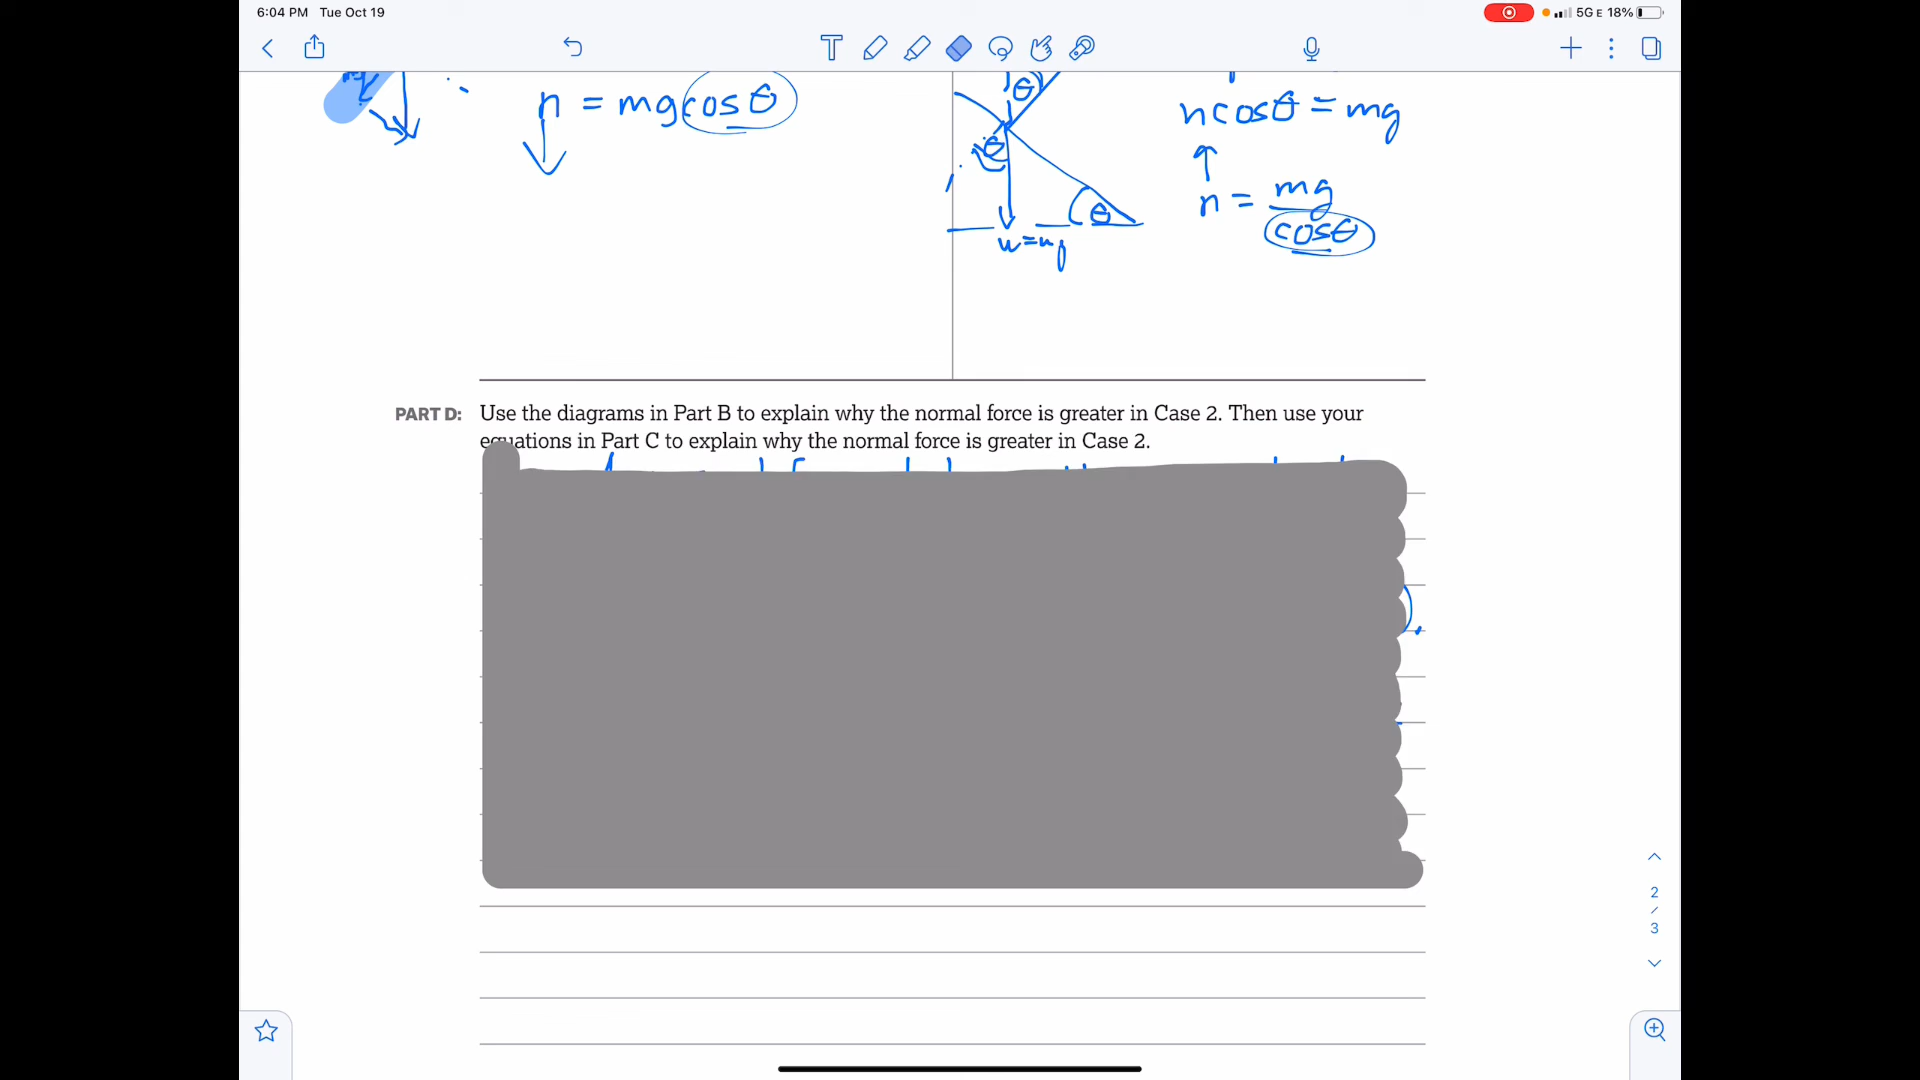 6:04 PM Tue Oct 19
5G E 18%
T
n = mg cos θ
θ
θ
θ
w=mg
n cos θ = mg
n = mg
cos θ
PART D: Use the diagrams in Part B to explain why the normal force is greater in Case 2. Then use your
equations in Part C to explain why the normal force is greater in Case 2.
2
/
3